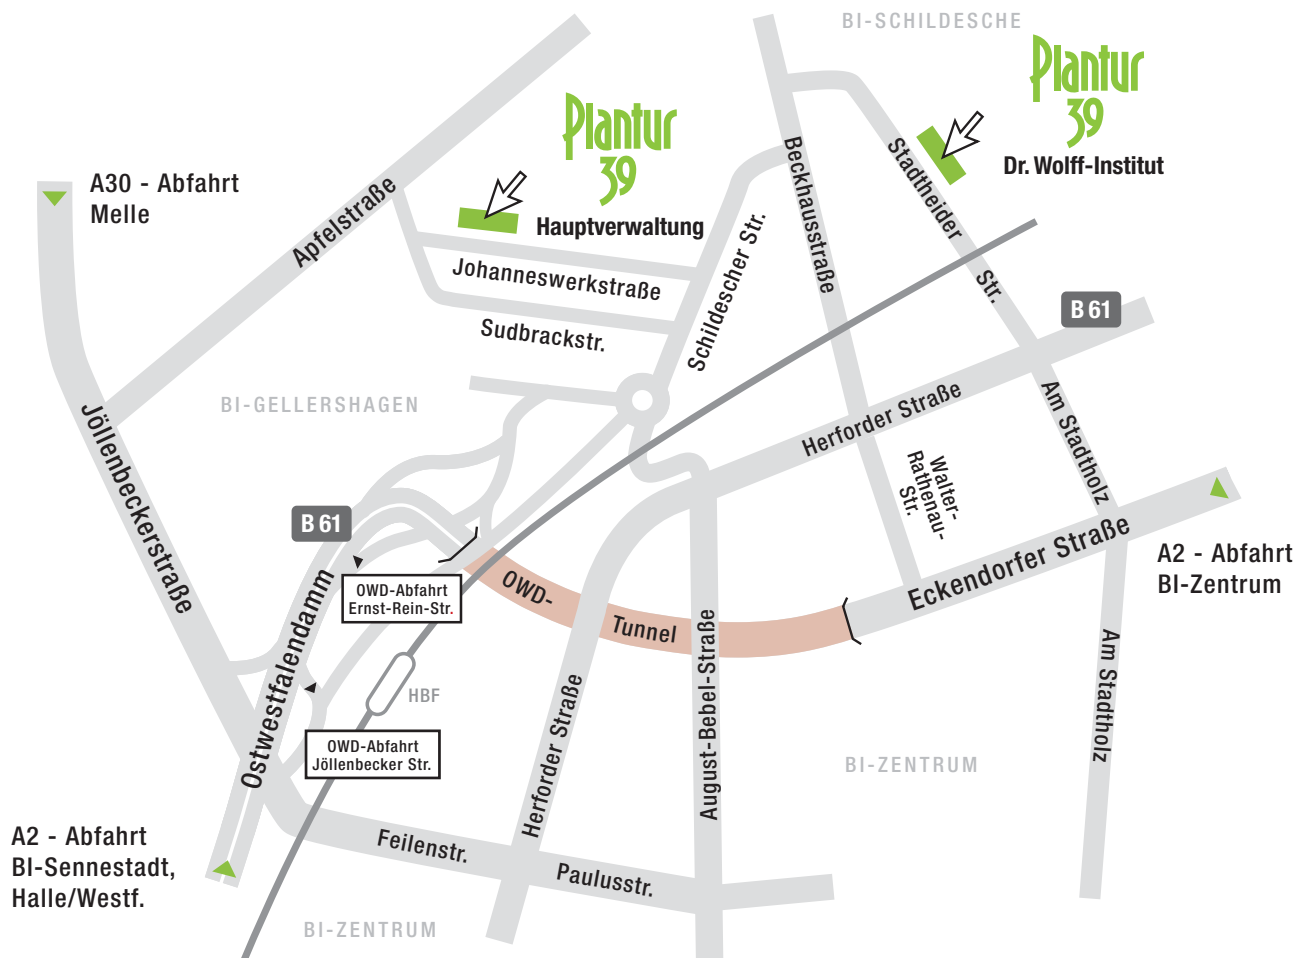 BI-SCHILDESCHE
Plantur
39
Dr. Wolff-Institut
Plantur
39
Hauptverwaltung
A30 - Abfahrt
Melle
Apfelstraße
Johanneswerkstraße
Sudbrackstr.
Schildescher Str.
Beckhausstraße
Stadtheider
Str.
B 61
BI-GELLERSHAGEN
Jöllenbeckerstraße
Herforder Straße
Am Stadtholz
Walter-
Rathenau-
Str.
B 61
Eckendorfer Straße
A2 - Abfahrt
BI-Zentrum
OWD-Abfahrt
Ernst-Rein-Str.
OWD-
Tunnel
Ostwestfalendamm
HBF
OWD-Abfahrt
Jöllenbecker Str.
Herforder Straße
August-Bebel-Straße
Am Stadtholz
BI-ZENTRUM
A2 - Abfahrt
BI-Sennestadt,
Halle/Westf.
Feilenstr.
Paulusstr.
BI-ZENTRUM